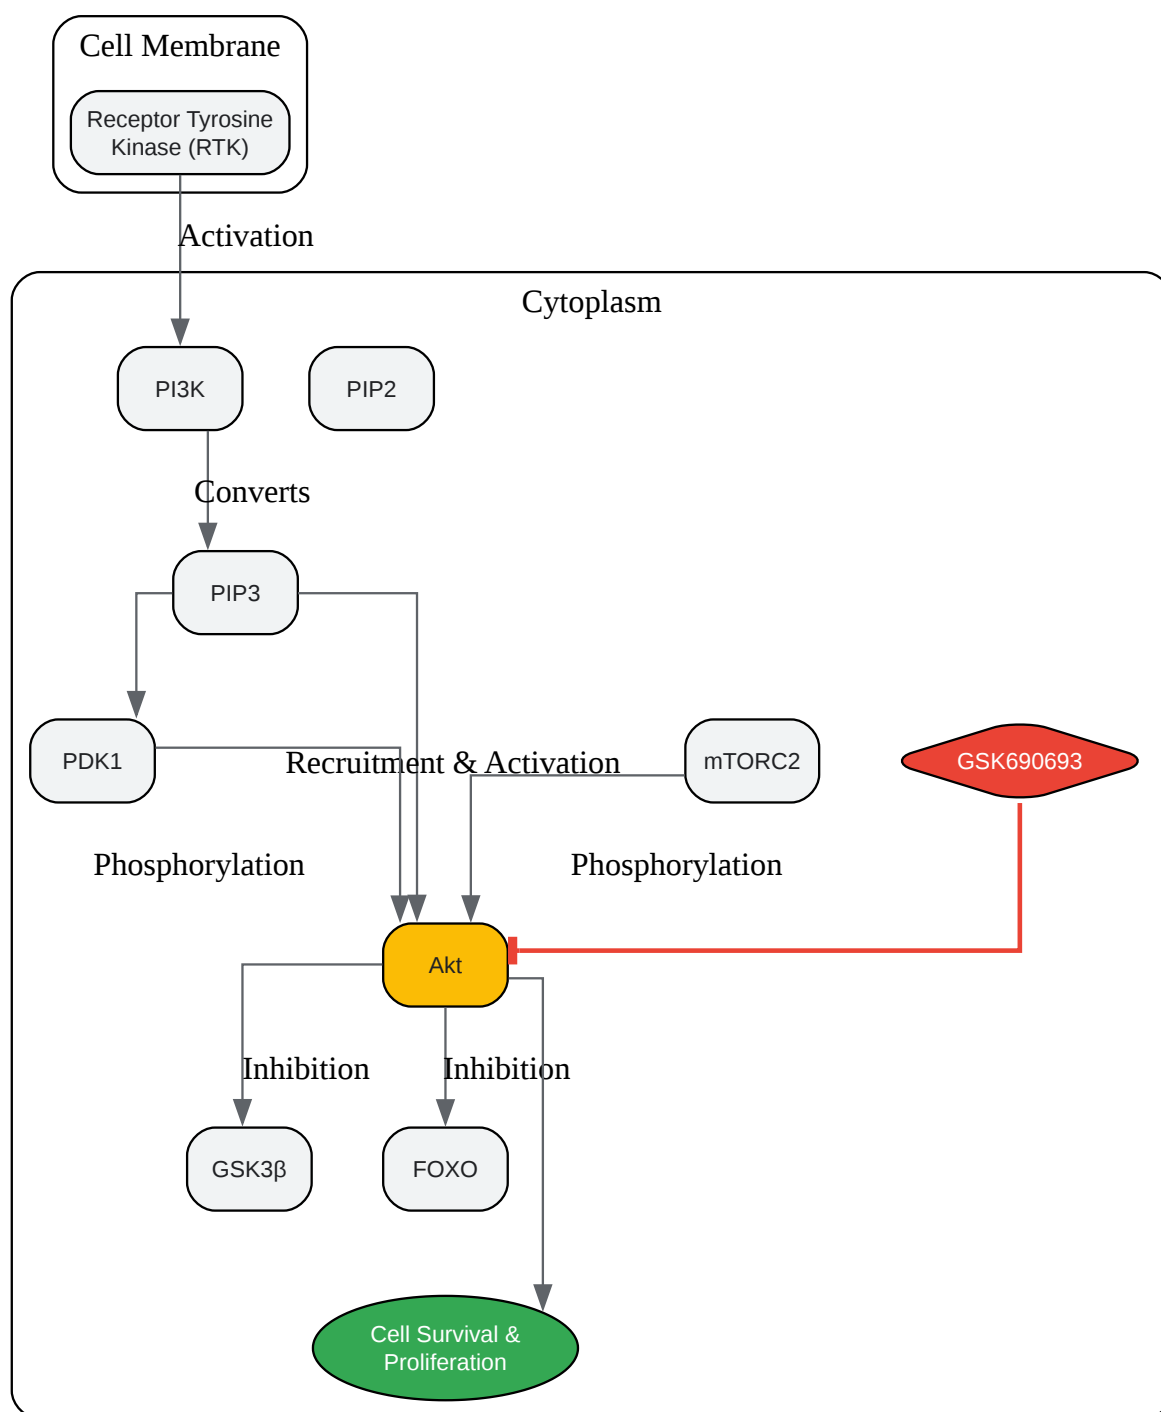 Cell Membrane
Receptor Tyrosine
Kinase (RTK)
Activation
Cytoplasm
PI3K
PIP2
Converts
PIP3
PDK1
Recruitment & Activation
mTORC2
GSK690693
Phosphorylation
Phosphorylation
Akt
Inhibition
Inhibition
GSK3β
FOXO
Cell Survival &
Proliferation